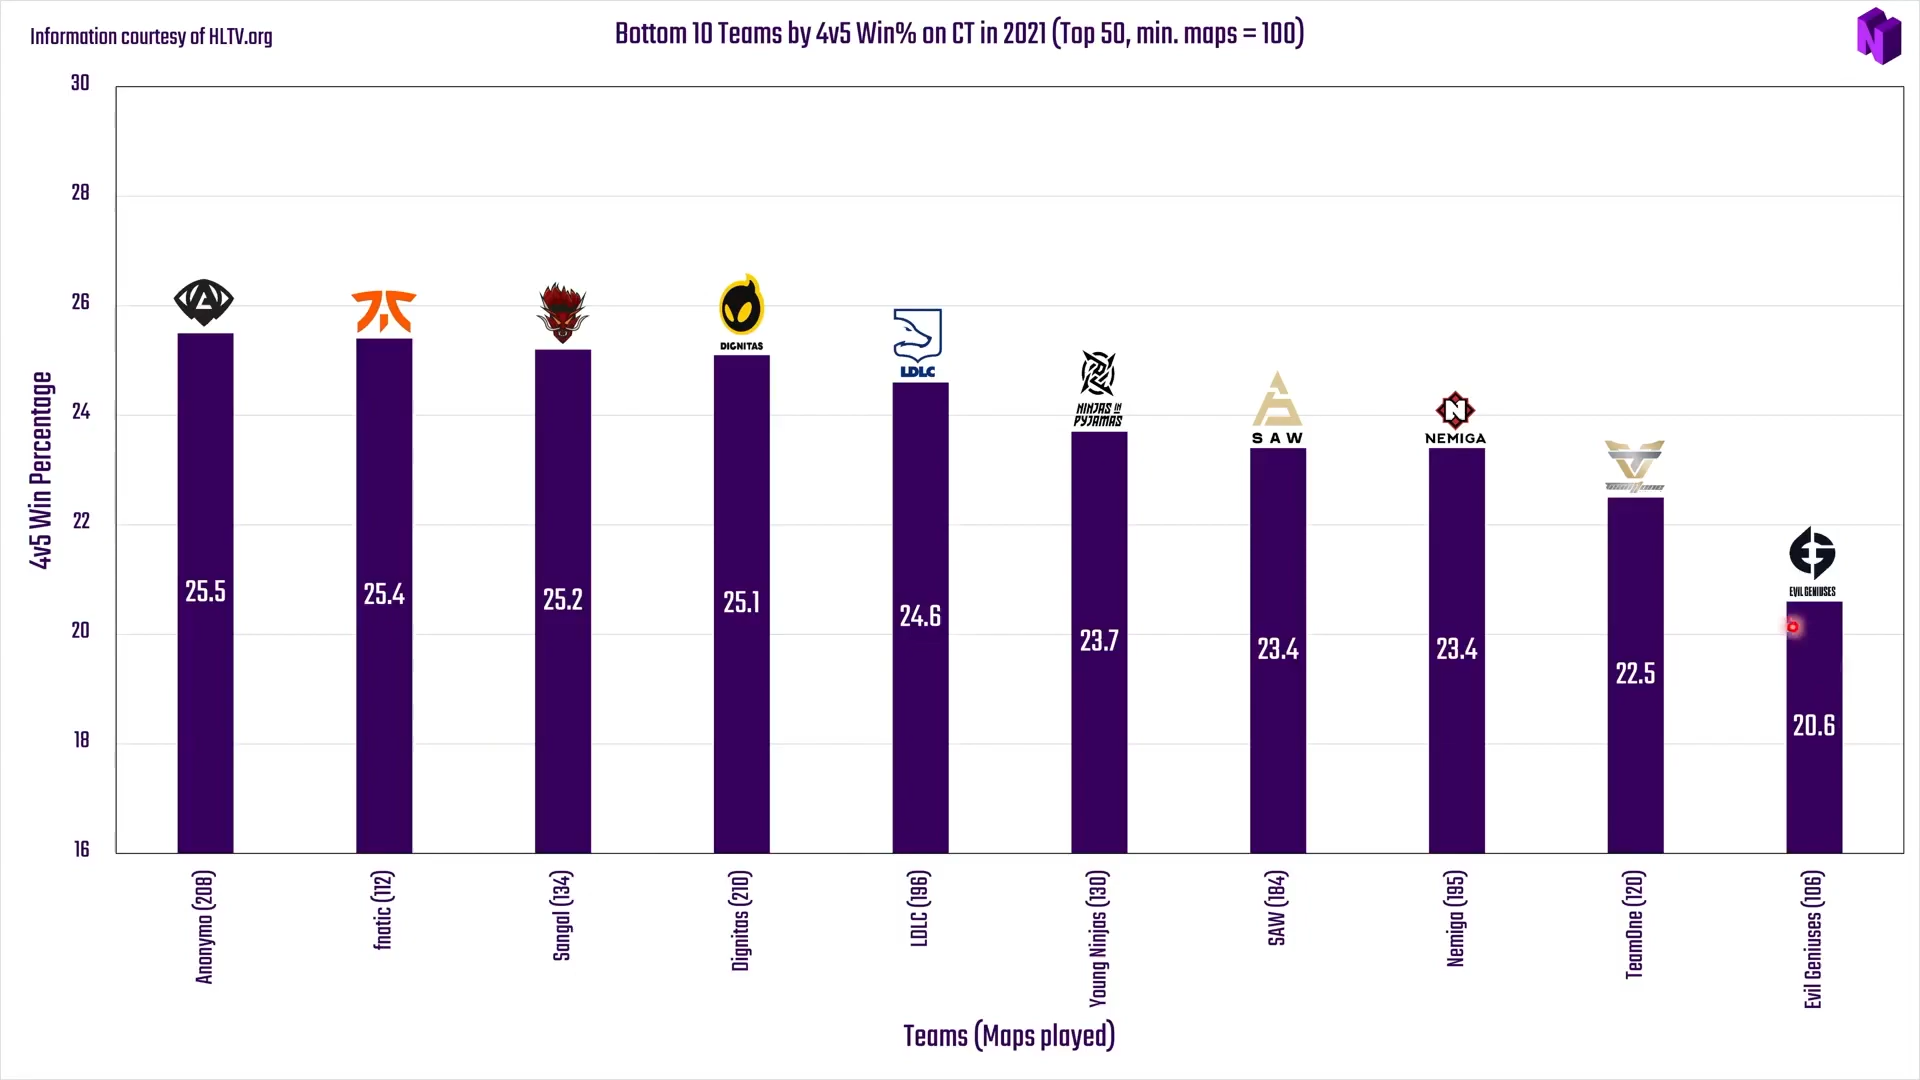 Information courtesy of HLTV.org
Bottom 10 Teams by 4v5 Win% on CT in 2021 (Top 50, min. maps = 100)
N
30
28
26
24
22
20
18
16
4v5 Win Percentage
DIGNITAS
LDLC
NINJAS IN
PYJAMAS
SAW
N
NEMIGA
EVIL GENIUSES
25.5
25.4
25.2
25.1
24.6
23.7
23.4
23.4
22.5
20.6
Anonymo (208)
fnatic (112)
Sangal (134)
Dignitas (210)
LDLC (196)
Young Ninjas (130)
SAW (184)
Nemiga (195)
TeamOne (120)
Evil Geniuses (106)
Teams (Maps played)